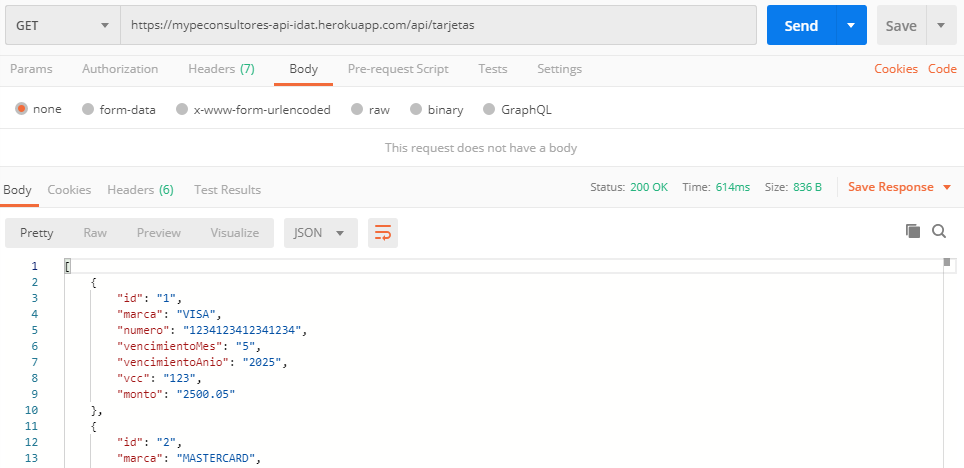 GET https://mypeconsultores-api-idat.herokuapp.com/api/tarjetas Send Save
Params Authorization Headers (7) Body Pre-request Script Tests Settings Cookies Code
none form-data x-www-form-urlencoded raw binary GraphQL
This request does not have a body
Body Cookies Headers (6) Test Results Status: 200 OK Time: 614ms Size: 836 B Save Response
Pretty Raw Preview Visualize JSON
1 [
2 {
3 "id": "1",
4 "marca": "VISA",
5 "numero": "1234123412341234",
6 "vencimientoMes": "5",
7 "vencimientoAnio": "2025",
8 "vcc": "123",
9 "monto": "2500.05"
10 },
11 {
12 "id": "2",
13 "marca": "MASTERCARD",